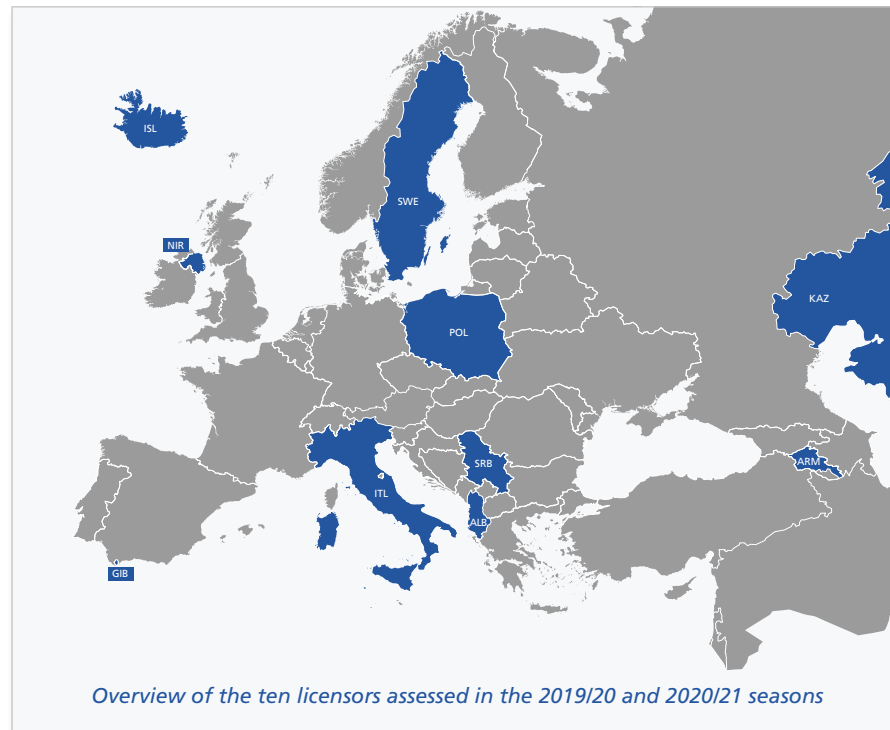 ISL
SWE
NIR
KAZ
POL
SRB
ARM
ITL
ALB
GIB
Overview of the ten licensors assessed in the 2019/20 and 2020/21 seasons